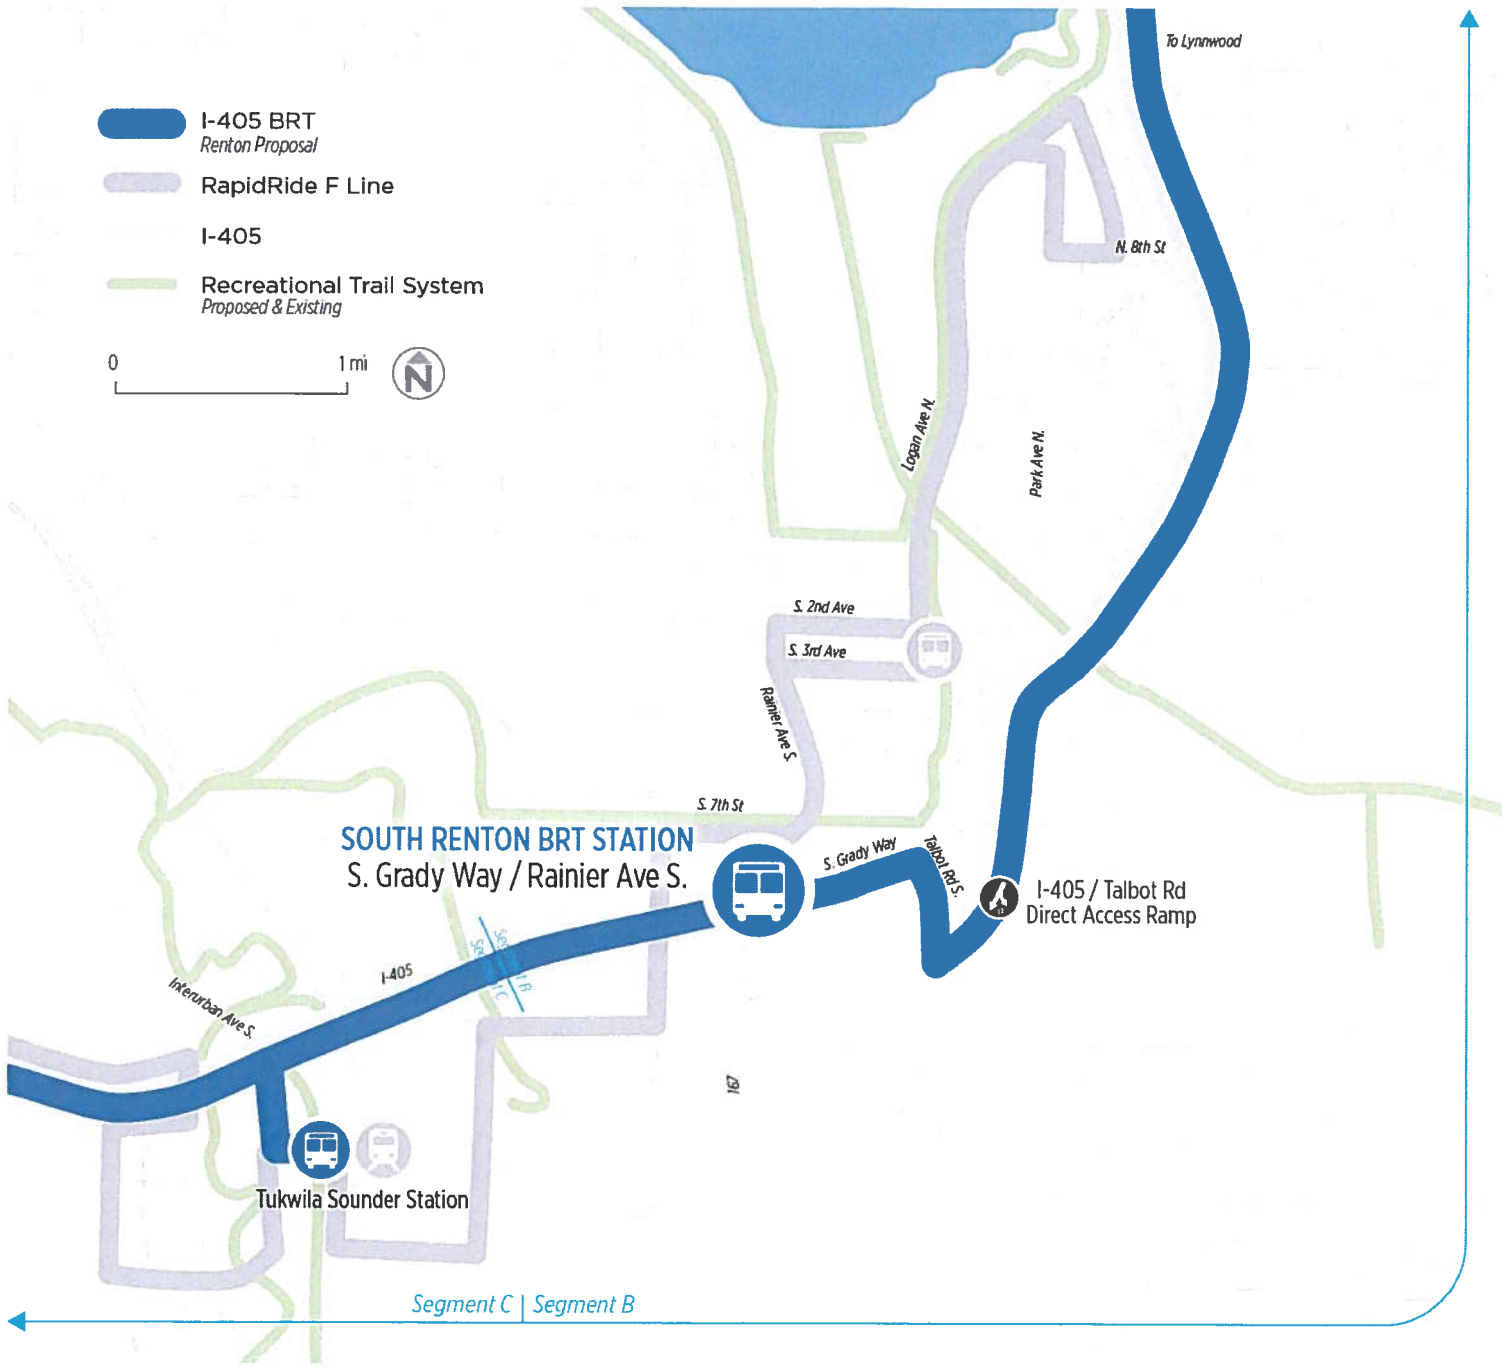 To Lynnwood
I-405 BRT
Renton Proposal
RapidRide F Line
I-405
Recreational Trail System
Proposed & Existing
0
1 mi
N
N. 8th St
Logan Ave N.
Park Ave N.
S. 2nd Ave
S. 3rd Ave
Rainier Ave S.
S. 7th St
SOUTH RENTON BRT STATION
S. Grady Way / Rainier Ave S.
S. Grady Way
Talbot Rd S.
I-405 / Talbot Rd
Direct Access Ramp
I-405
Interurban Ave S.
167
Tukwila Sounder Station
Segment C | Segment B